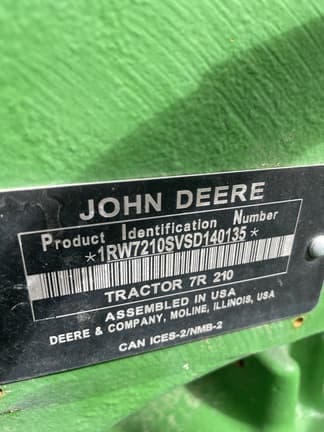 JOHN DEERE
Product Identification Number
*1RW7210SVSD140135*
TRACTOR 7R 210
ASSEMBLED IN USA
DEERE & COMPANY, MOLINE, ILLINOIS, USA
CAN ICES-2/NMB-2